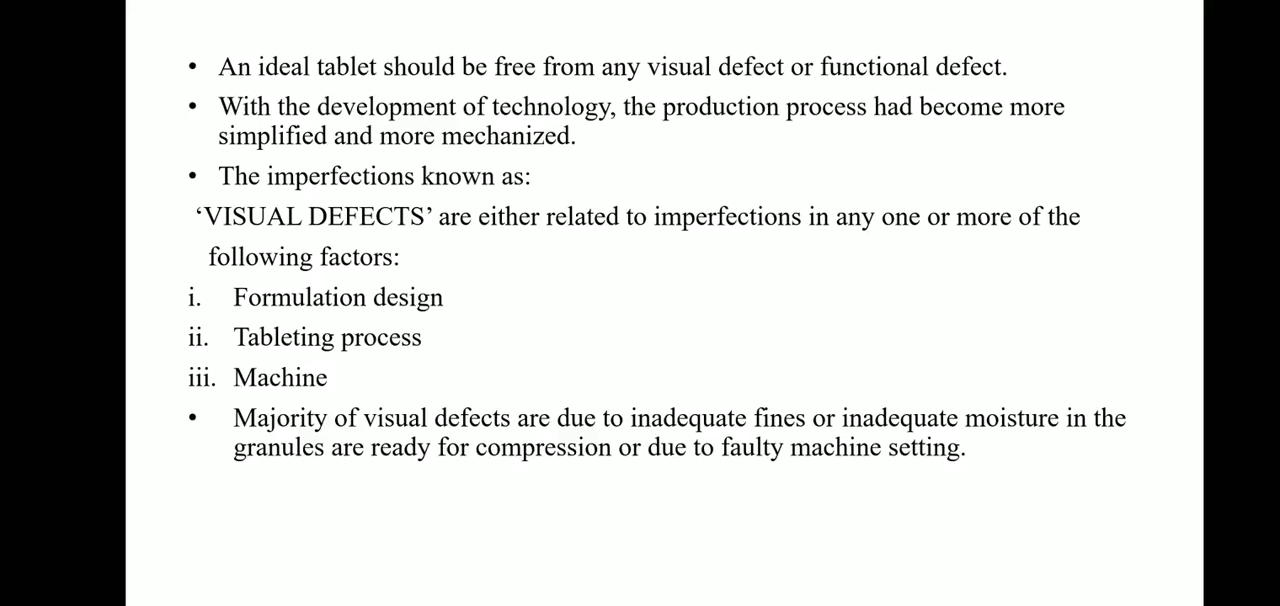 • An ideal tablet should be free from any visual defect or functional defect.
• With the development of technology, the production process had become more
simplified and more mechanized.
• The imperfections known as:
‘VISUAL DEFECTS’ are either related to imperfections in any one or more of the
following factors:
i. Formulation design
ii. Tableting process
iii. Machine
• Majority of visual defects are due to inadequate fines or inadequate moisture in the
granules are ready for compression or due to faulty machine setting.